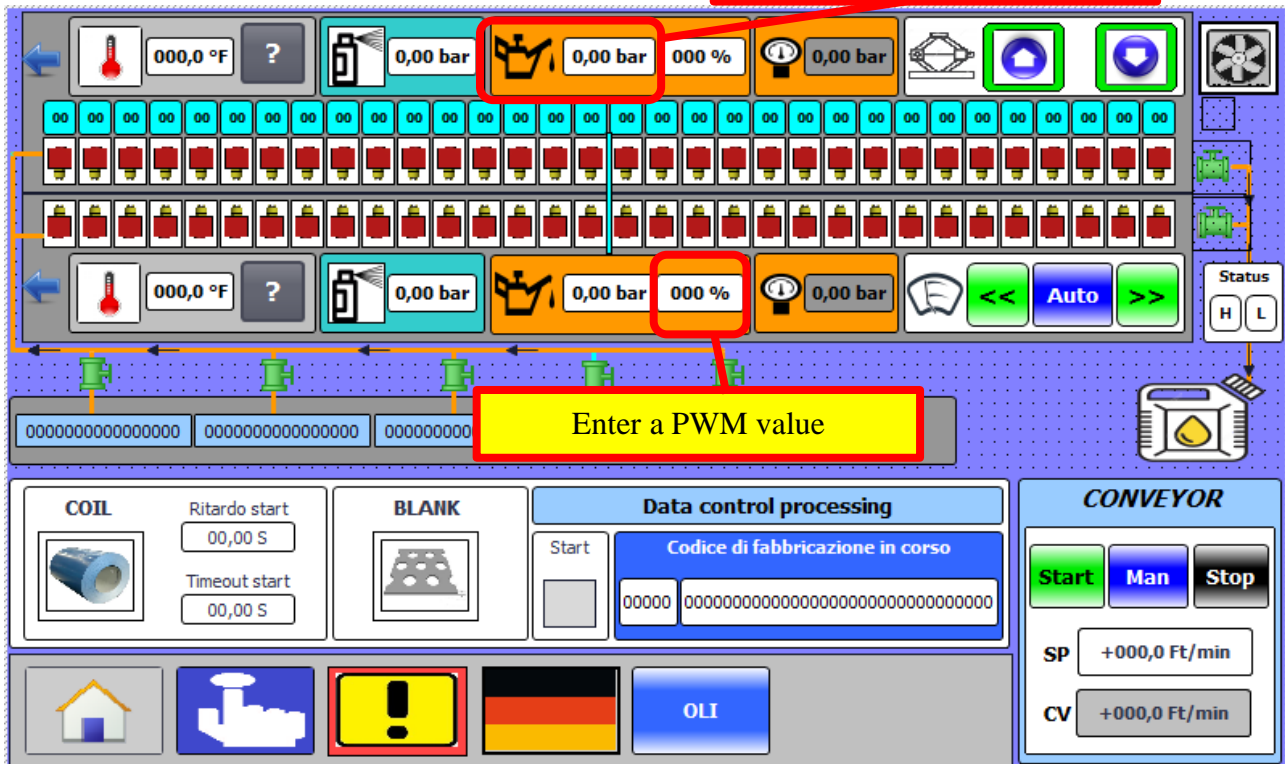 000,0 °F ? 0,00 bar 0,00 bar 000 % 0,00 bar
00 00 00 00 00 00 00 00 00 00 00 00 00 00 00 00 00 00 00 00 00 00 00 00 00 00 00 00 00 00 00 00
000,0 °F ? 0,00 bar 0,00 bar 000 % 0,00 bar << Auto >>
Status
H L
Enter a PWM value
0000000000000000 0000000000000000
COIL
Ritardo start
00,00 S
Timeout start
00,00 S
BLANK
Data control processing
Start
Codice di fabbricazione in corso
00000 00000000000000000000000000000000
CONVEYOR
Start Man Stop
SP +000,0 Ft/min
CV +000,0 Ft/min
OLI